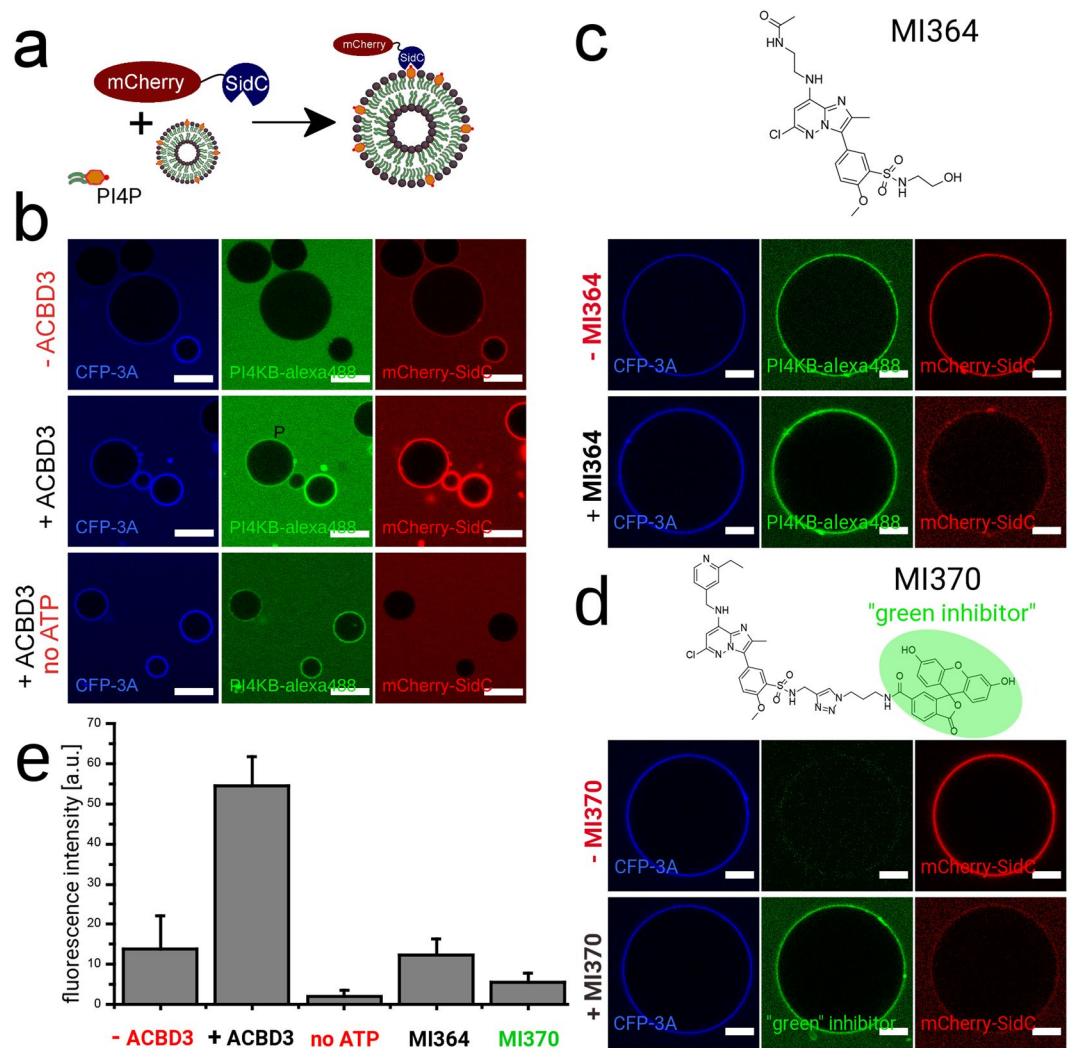 a
mCherry
SidC
+
PI4P
mCherry
SidC
b
- ACBD3
CFP-3A
PI4KB-alexa488
mCherry-SidC
+ ACBD3
CFP-3A
P
PI4KB-alexa488
mCherry-SidC
+ ACBD3
no ATP
CFP-3A
PI4KB-alexa488
mCherry-SidC
c
MI364
O
NH
NH
N
Cl
N
N
O
S
O
N
H
OH
O
- MI364
CFP-3A
PI4KB-alexa488
mCherry-SidC
+ MI364
CFP-3A
PI4KB-alexa488
mCherry-SidC
d
MI370
"green inhibitor"
N
NH
N
Cl
N
N
O
S
O
N
H
O
N
N=N
O
N
H
HO
O
OH
O
O
- MI370
CFP-3A
mCherry-SidC
+ MI370
CFP-3A
"green" inhibitor
mCherry-SidC
e
fluorescence intensity [a.u.]
70
60
50
40
30
20
10
0
- ACBD3
+ ACBD3
no ATP
MI364
MI370